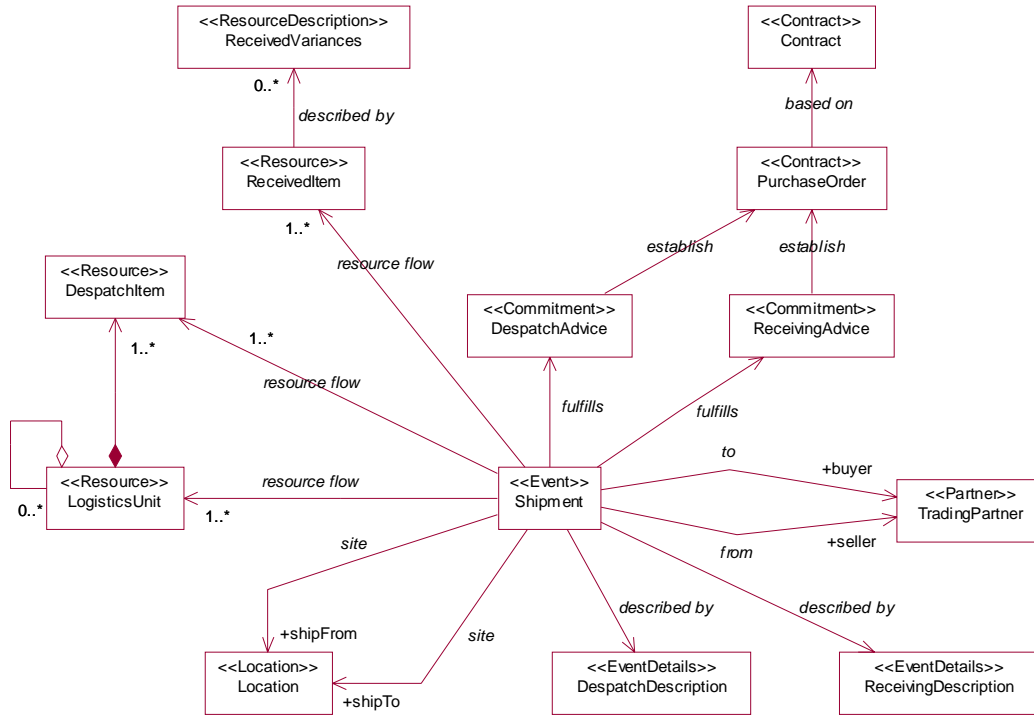 <<ResourceDescription>>
ReceivedVariances
<<Contract>>
Contract
0..*
described by
based on
<<Resource>>
ReceivedItem
<<Contract>>
PurchaseOrder
1..*
resource flow
establish
establish
<<Resource>>
DespatchItem
<<Commitment>>
DespatchAdvice
<<Commitment>>
ReceivingAdvice
1..*
1..*
resource flow
fulfills
fulfills
to
+buyer
<<Resource>>
LogisticsUnit
resource flow
<<Event>>
Shipment
<<Partner>>
TradingPartner
0..*
1..*
+seller
from
site
site
described by
described by
+shipFrom
<<Location>>
Location
+shipTo
<<EventDetails>>
DespatchDescription
<<EventDetails>>
ReceivingDescription